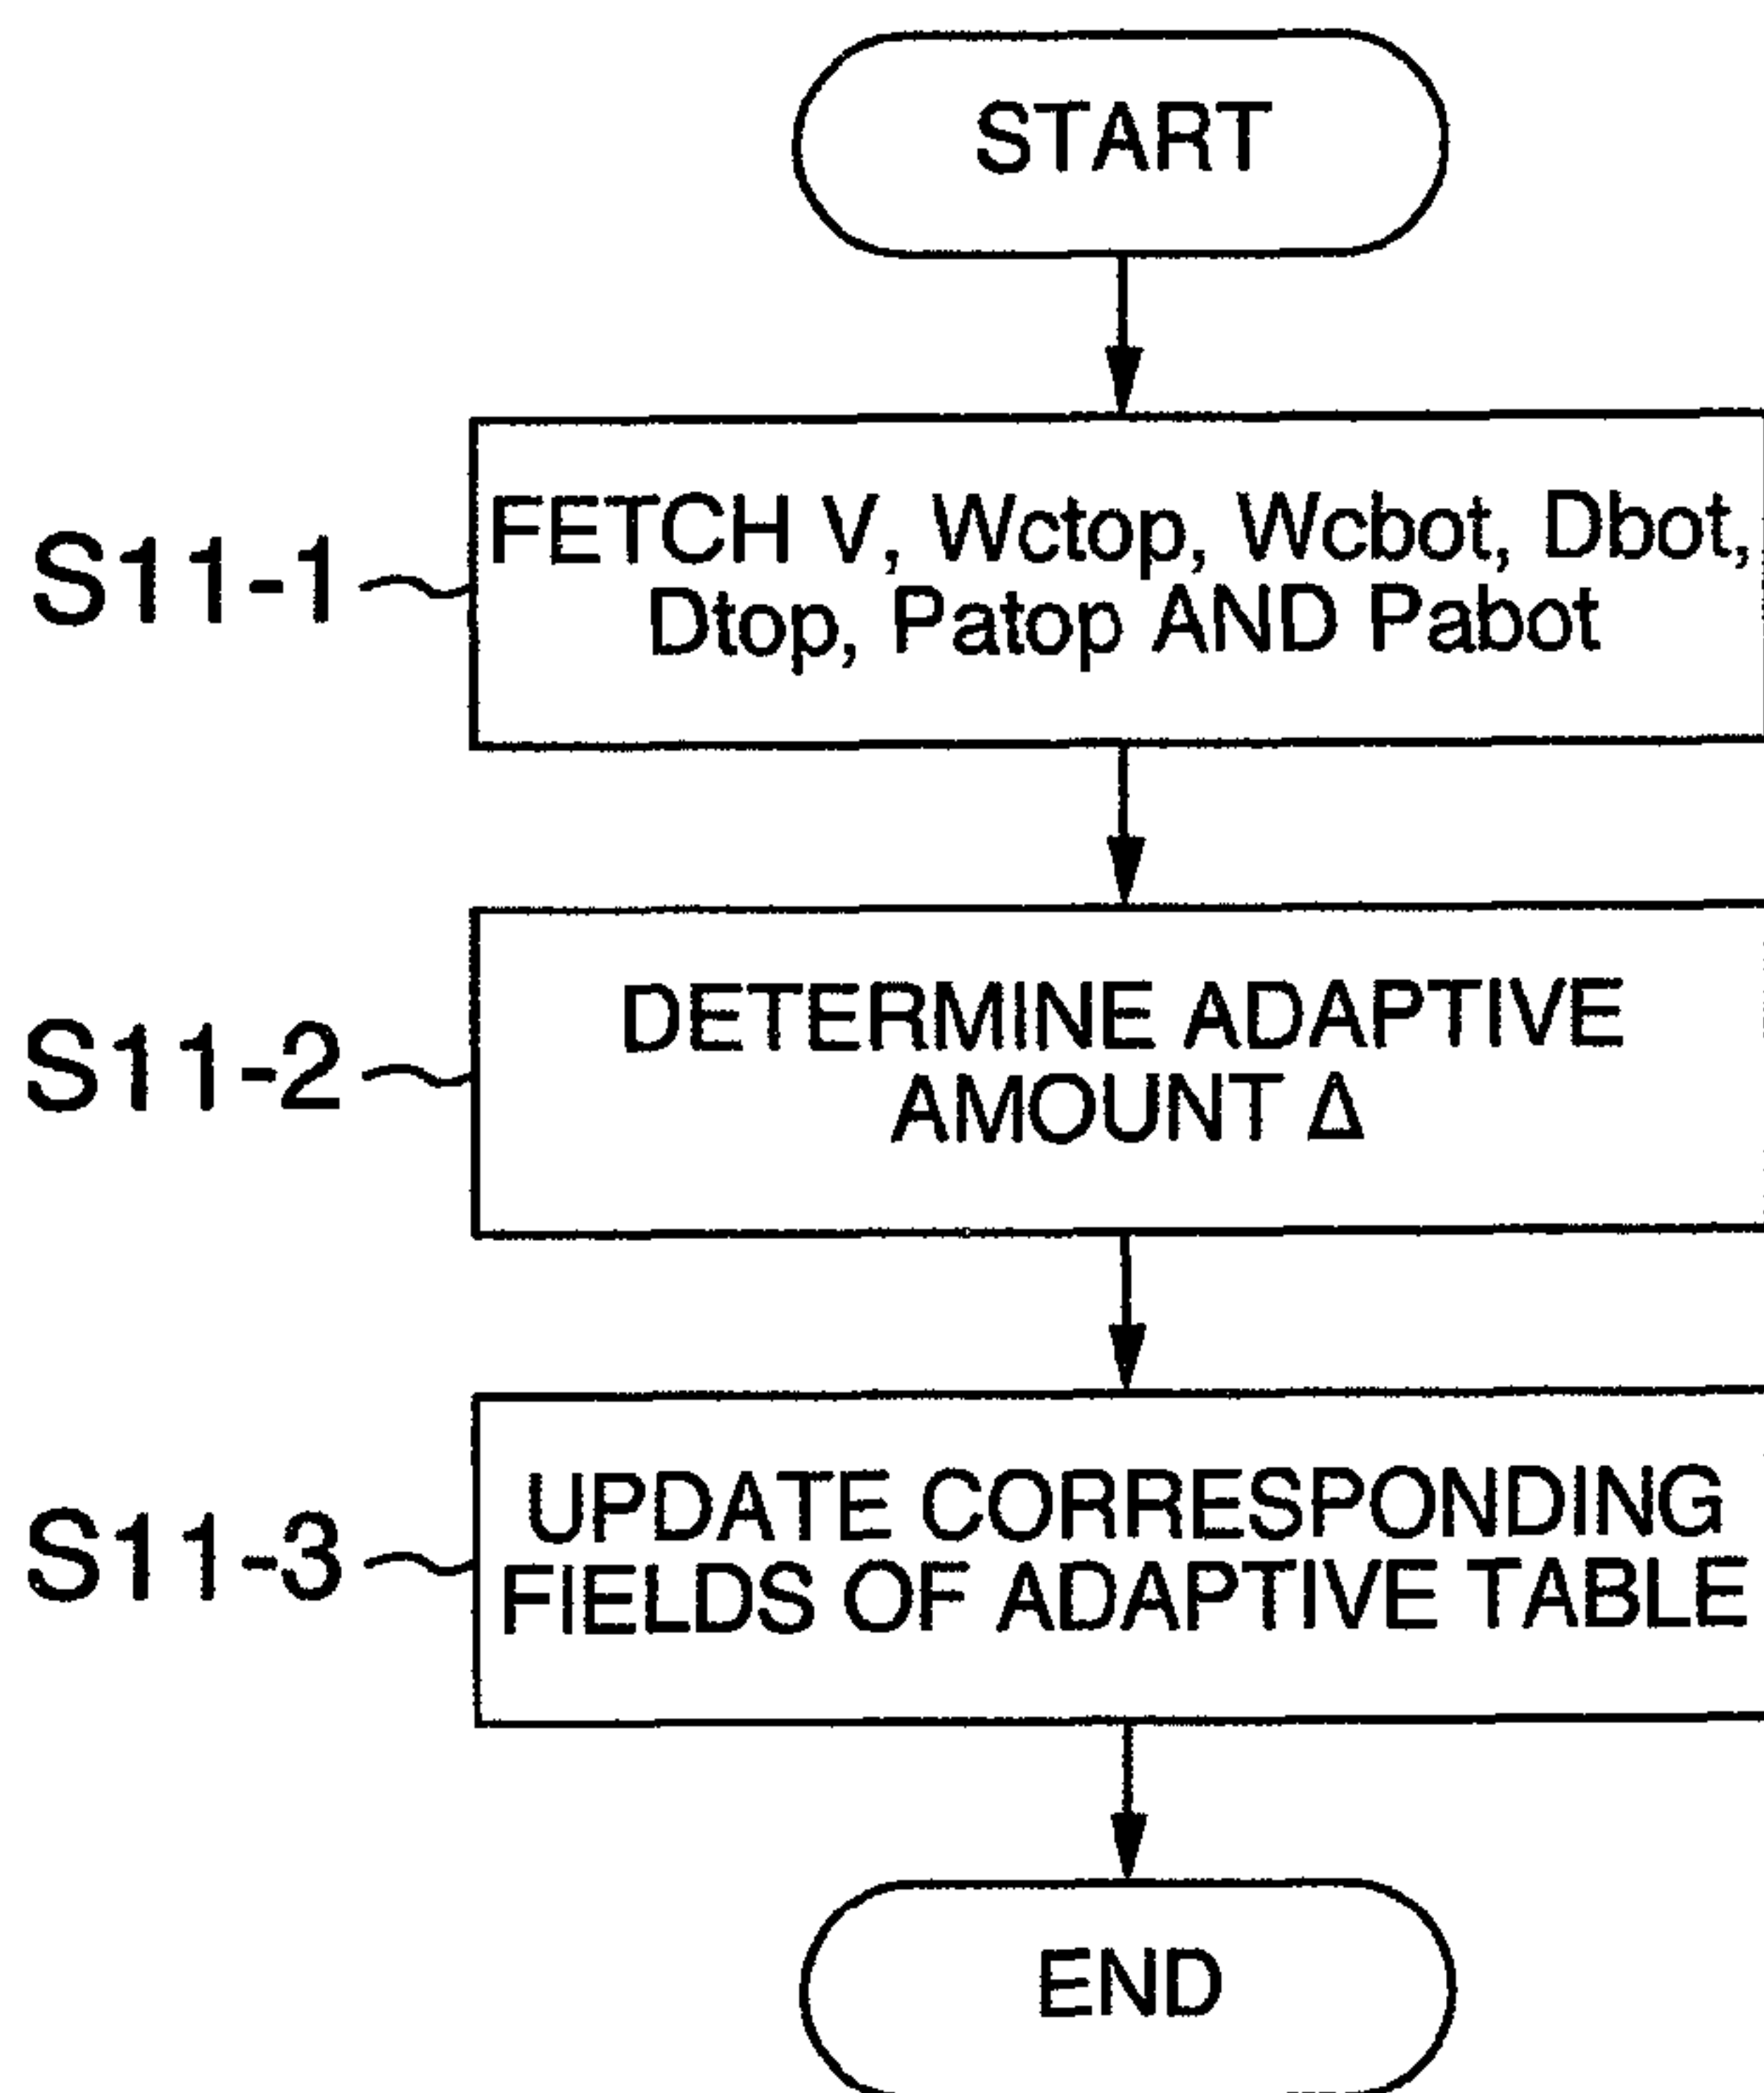 START
S11-1
FETCH V, Wctop, Wcbot, Dbot,
Dtop, Patop AND Pabot
S11-2
DETERMINE ADAPTIVE
AMOUNT Δ
S11-3
UPDATE CORRESPONDING
FIELDS OF ADAPTIVE TABLE
END